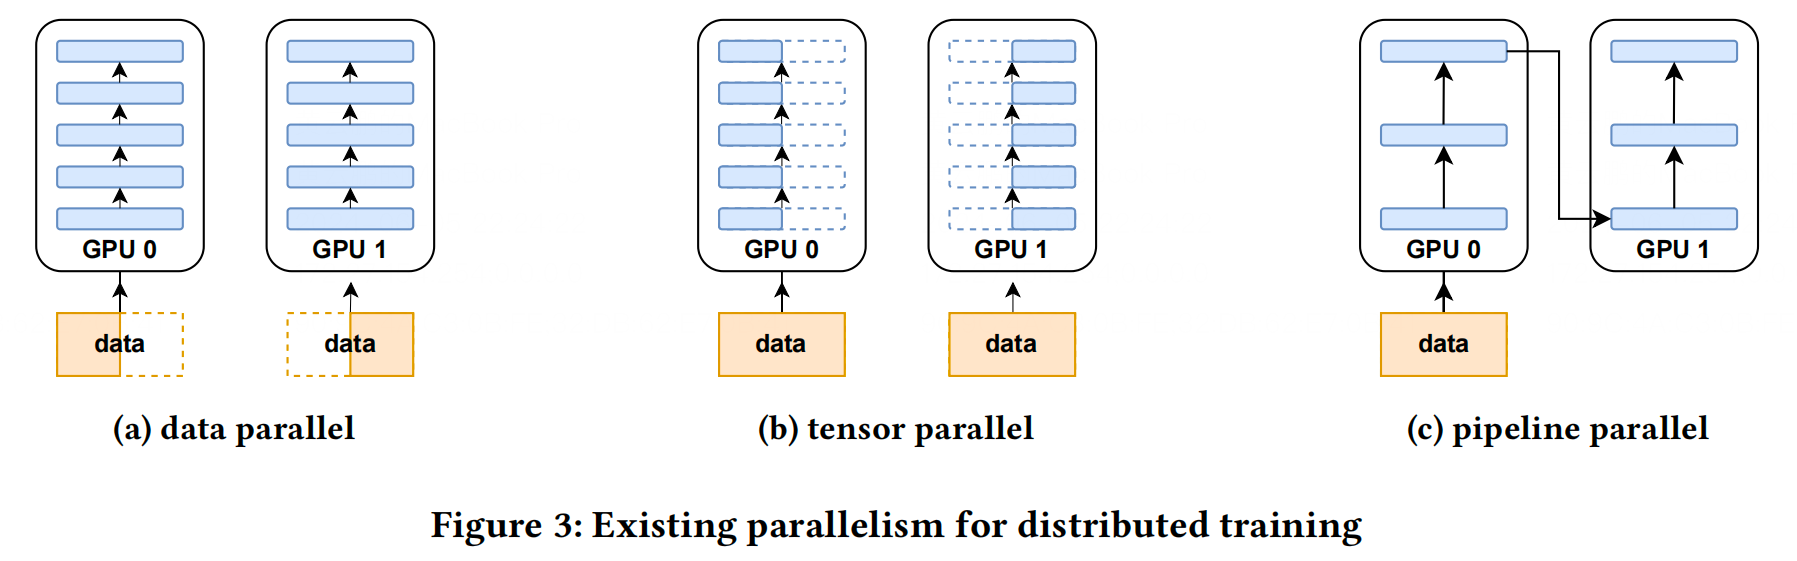 GPU 0
GPU 1
data
data
(a) data parallel
GPU 0
GPU 1
data
data
(b) tensor parallel
GPU 0
GPU 1
data
(c) pipeline parallel
Figure 3: Existing parallelism for distributed training